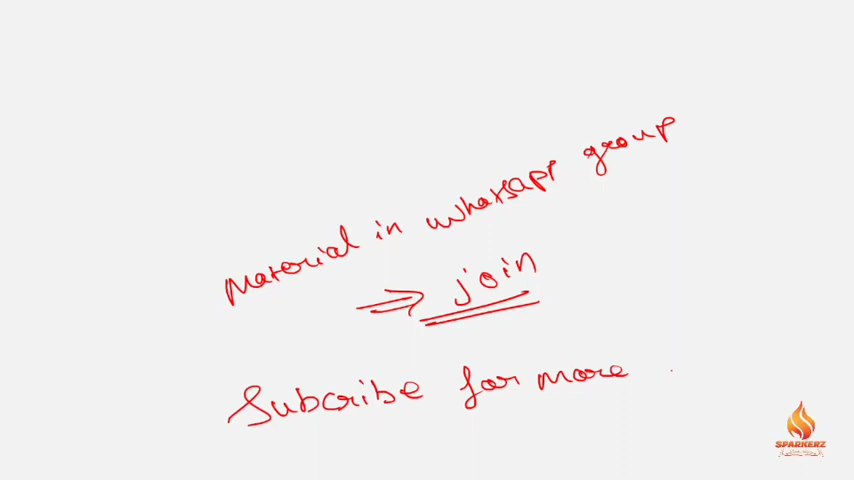 Material in whatsapp group
⇒ join
Subcribe for more
SPARKERZ